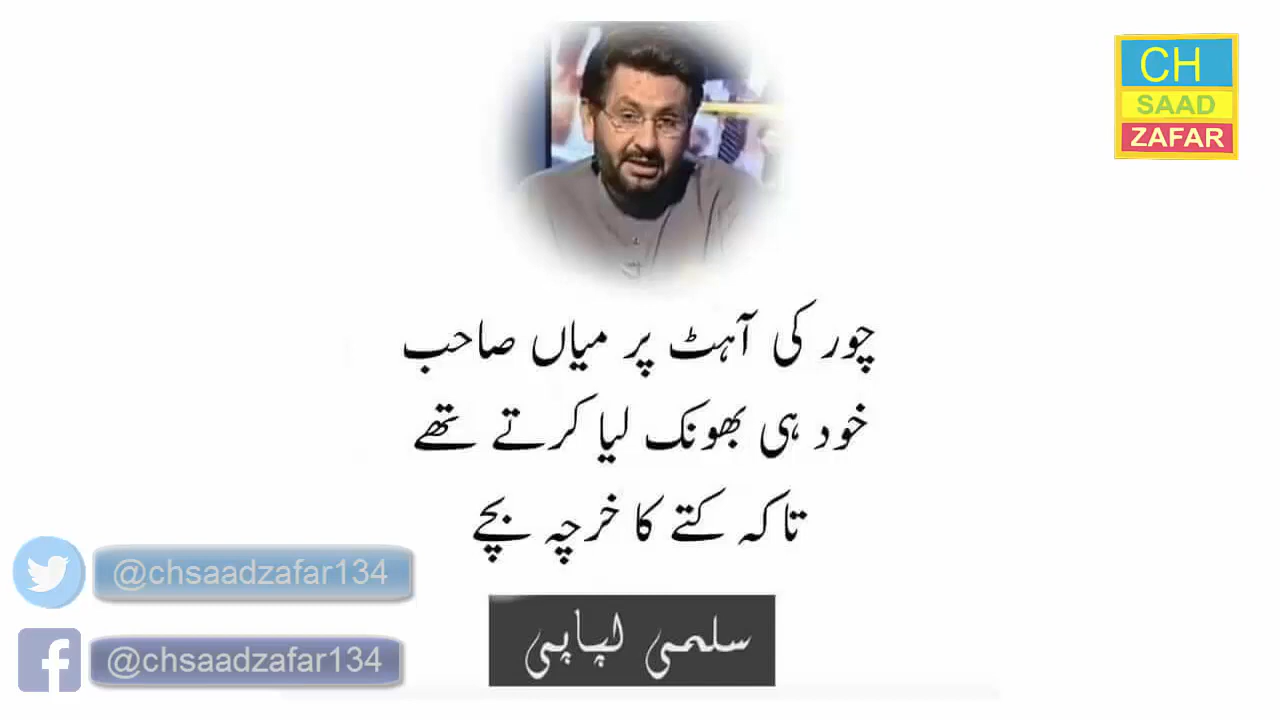 CH
SAAD
ZAFAR
چور کی آہٹ پر میاں صاحب
خود ہی بھونک لیا کرتے تھے
تاکہ کتے کا خرچہ بچے
@chsaadzafar134
@chsaadzafar134
سلمی لپاپی